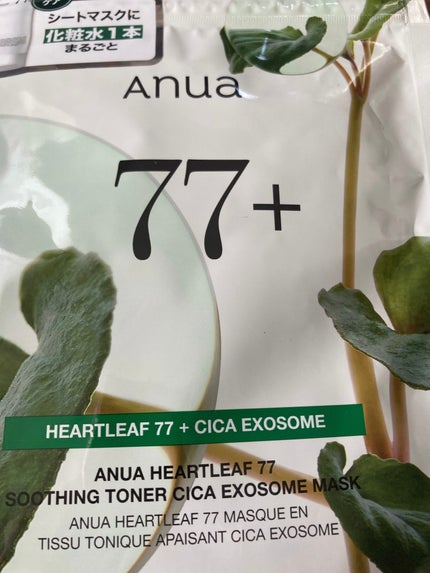 シートマスクに
化粧水1本
まるごと
Anua
77+
HEARTLEAF 77 + CICA EXOSOME
ANUA HEARTLEAF 77
SOOTHING TONER CICA EXOSOME MASK
ANUA HEARTLEAF 77 MASQUE EN
TISSU TONIQUE APAISANT CICA EXOSOME